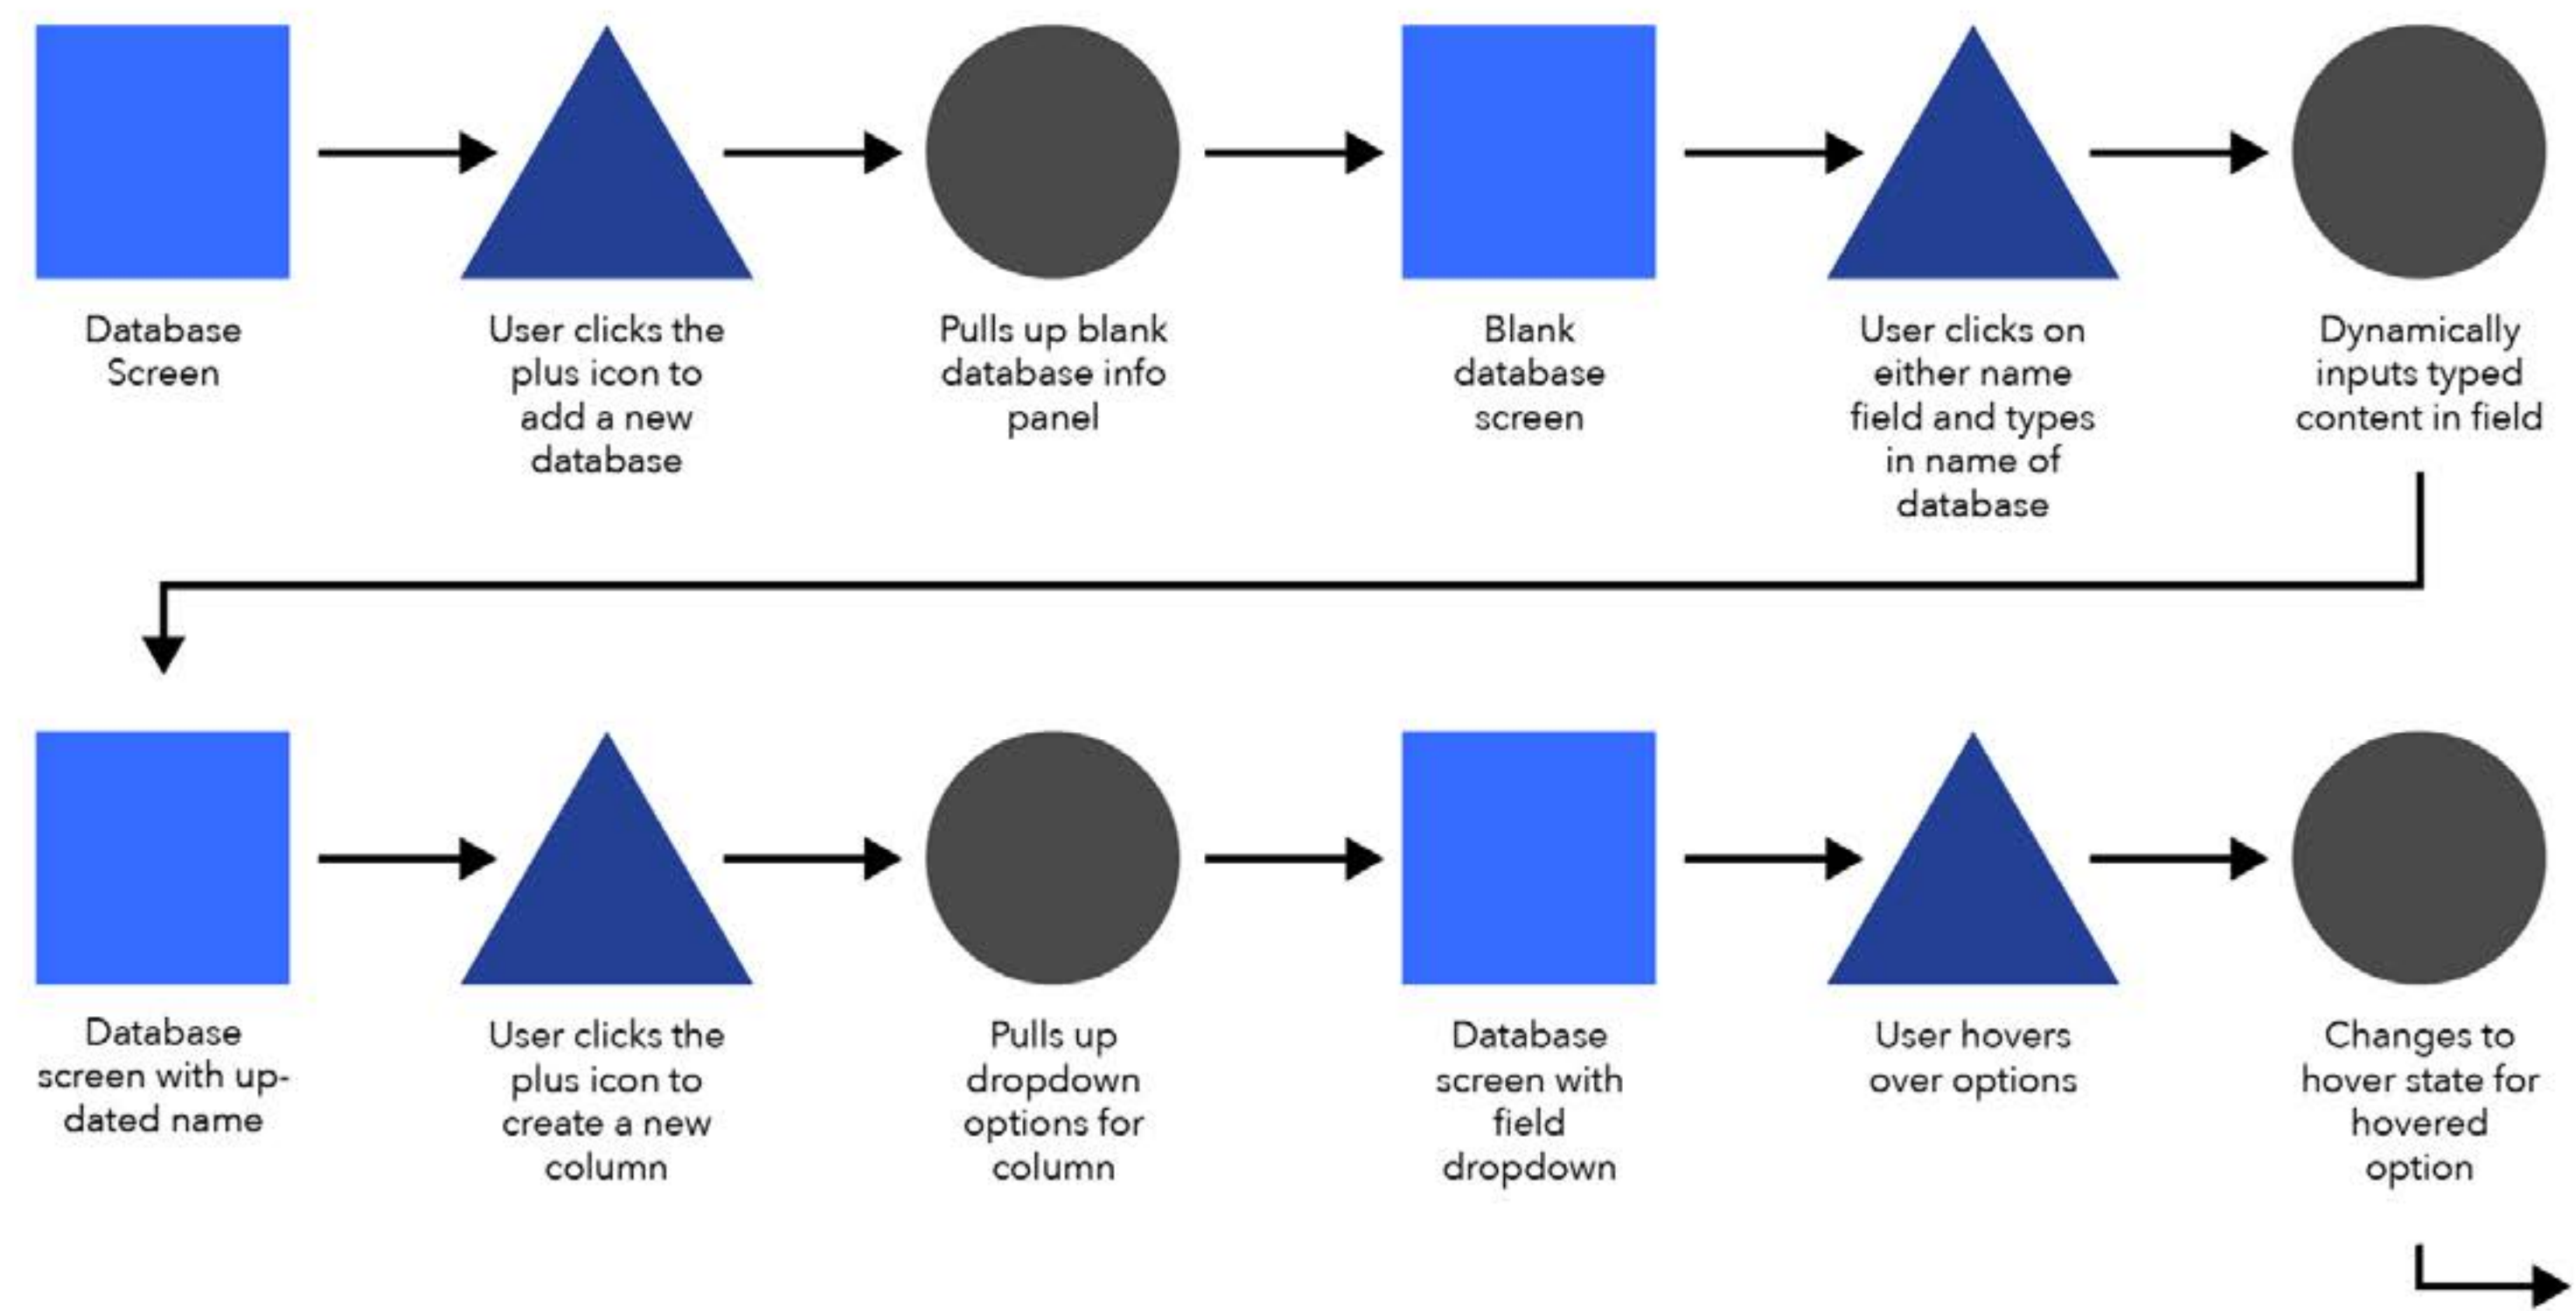 Database
Screen
User clicks the
plus icon to
add a new
database
Pulls up blank
database info
panel
Blank
database
screen
User clicks on
either name
field and types
in name of
database
Dynamically
inputs typed
content in field
Database
screen with up-
dated name
User clicks the
plus icon to
create a new
column
Pulls up
dropdown
options for
column
Database
screen with
field
dropdown
User hovers
over options
Changes to
hover state for
hovered
option